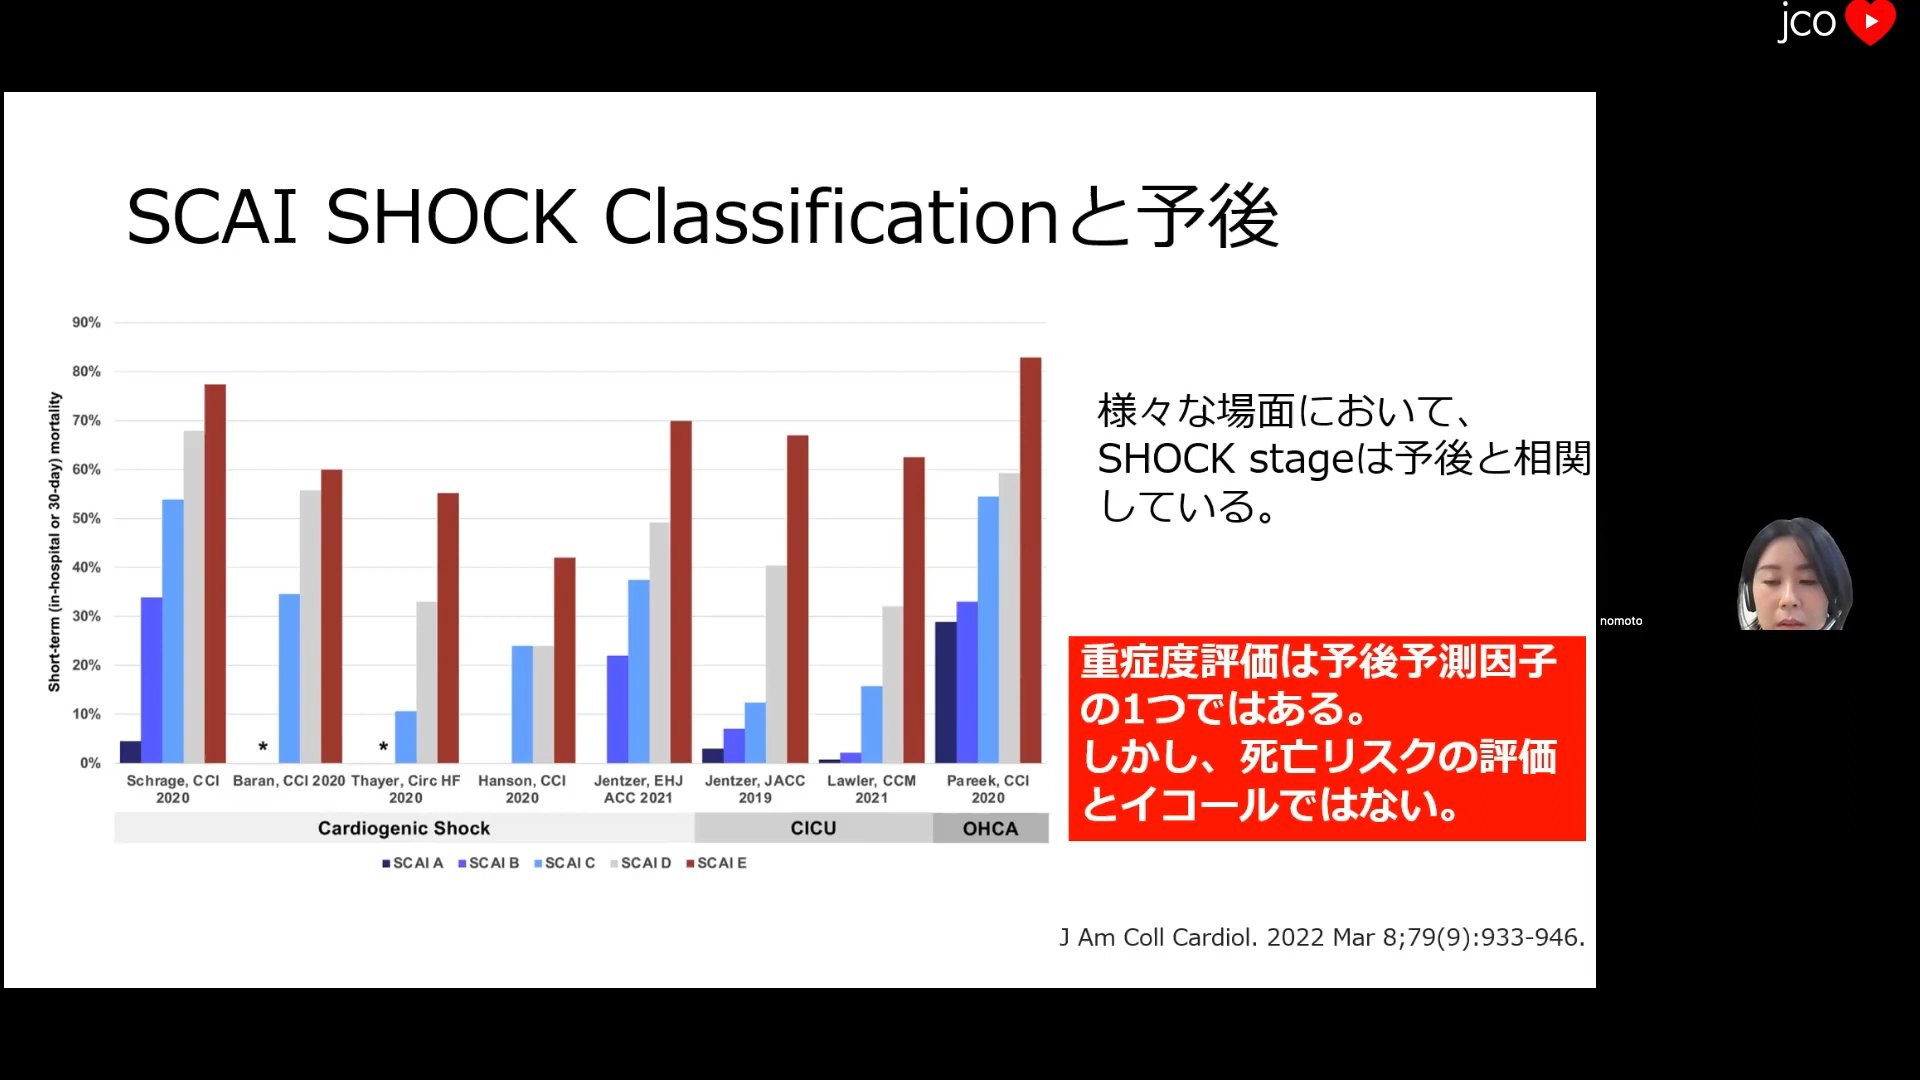 jco
SCAI SHOCK Classificationと予後
Short-term (in-hospital or 30-day) mortality
90%
80%
70%
60%
50%
40%
30%
20%
10%
0%
*
*
Schrage, CCI
2020
Baran, CCI 2020
Thayer, Circ HF
2020
Hanson, CCI
2020
Jentzer, EHJ
ACC 2021
Jentzer, JACC
2019
Lawler, CCM
2021
Pareek, CCI
2020
Cardiogenic Shock
CICU
OHCA
SCAI A SCAI B SCAI C SCAI D SCAI E
様々な場面において、
SHOCK stageは予後と相関
している。
重症度評価は予後予測因子
の1つではある。
しかし、死亡リスクの評価
とイコールではない。
J Am Coll Cardiol. 2022 Mar 8;79(9):933-946.
nomoto